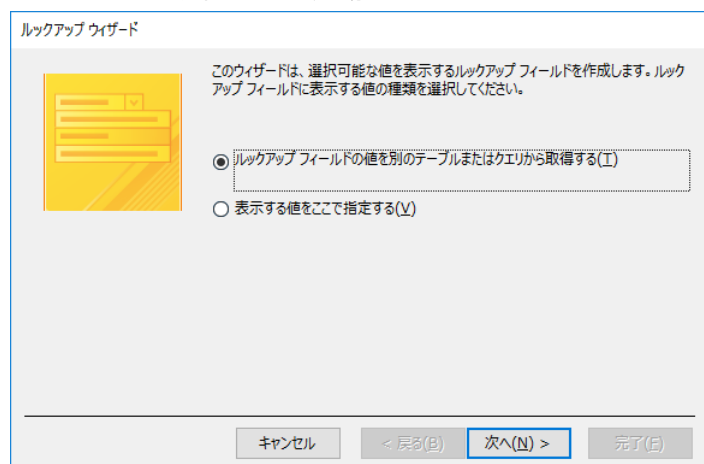 ルックアップ ウィザード
このウィザードは、選択可能な値を表示するルックアップ フィールドを作成します。ルック
アップ フィールドに表示する値の種類を選択してください。
ルックアップ フィールドの値を別のテーブルまたはクエリから取得する(T)
表示する値をここで指定する(V)
キャンセル
< 戻る(B)
次へ(N) >
完了(F)